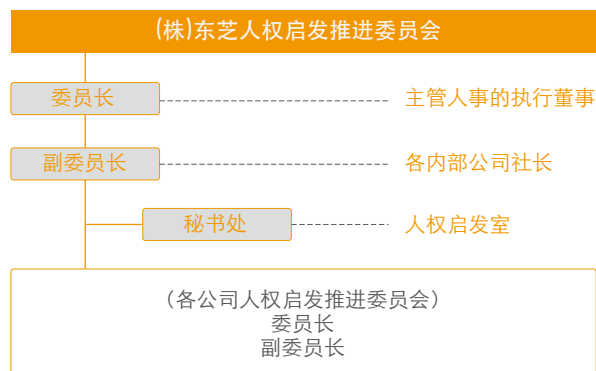 (株)东芝人权启发推进委员会
委员长 主管人事的执行董事
副委员长 各内部公司社长
秘书处 人权启发室
（各公司人权启发推进委员会）
委员长
副委员长